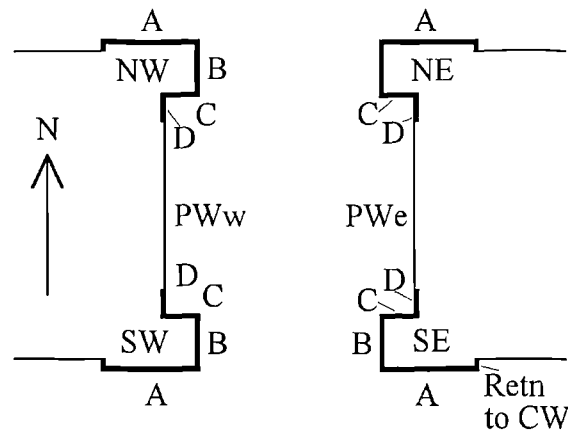 A A
NW B NE
C C
D D
N
PWw PWe
D D
C C
SW B B SE
A A
Retn
to CW